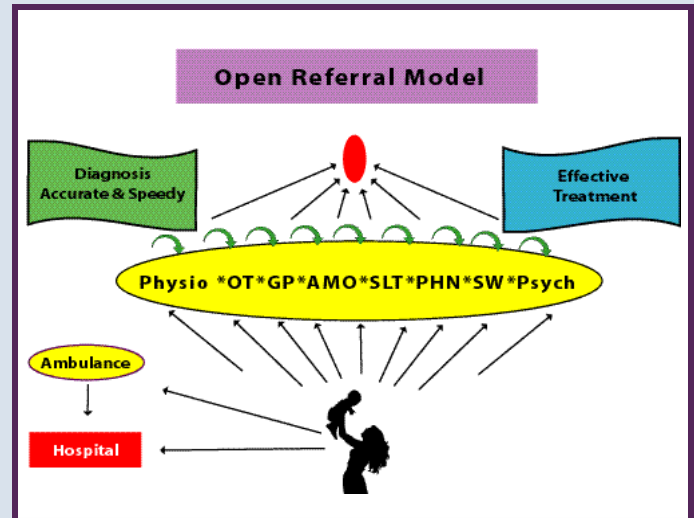 Open Referral Model
Diagnosis
Accurate & Speedy
Effective
Treatment
Physio *OT*GP*AMO*SLT*PHN*SW*Psych
Ambulance
Hospital